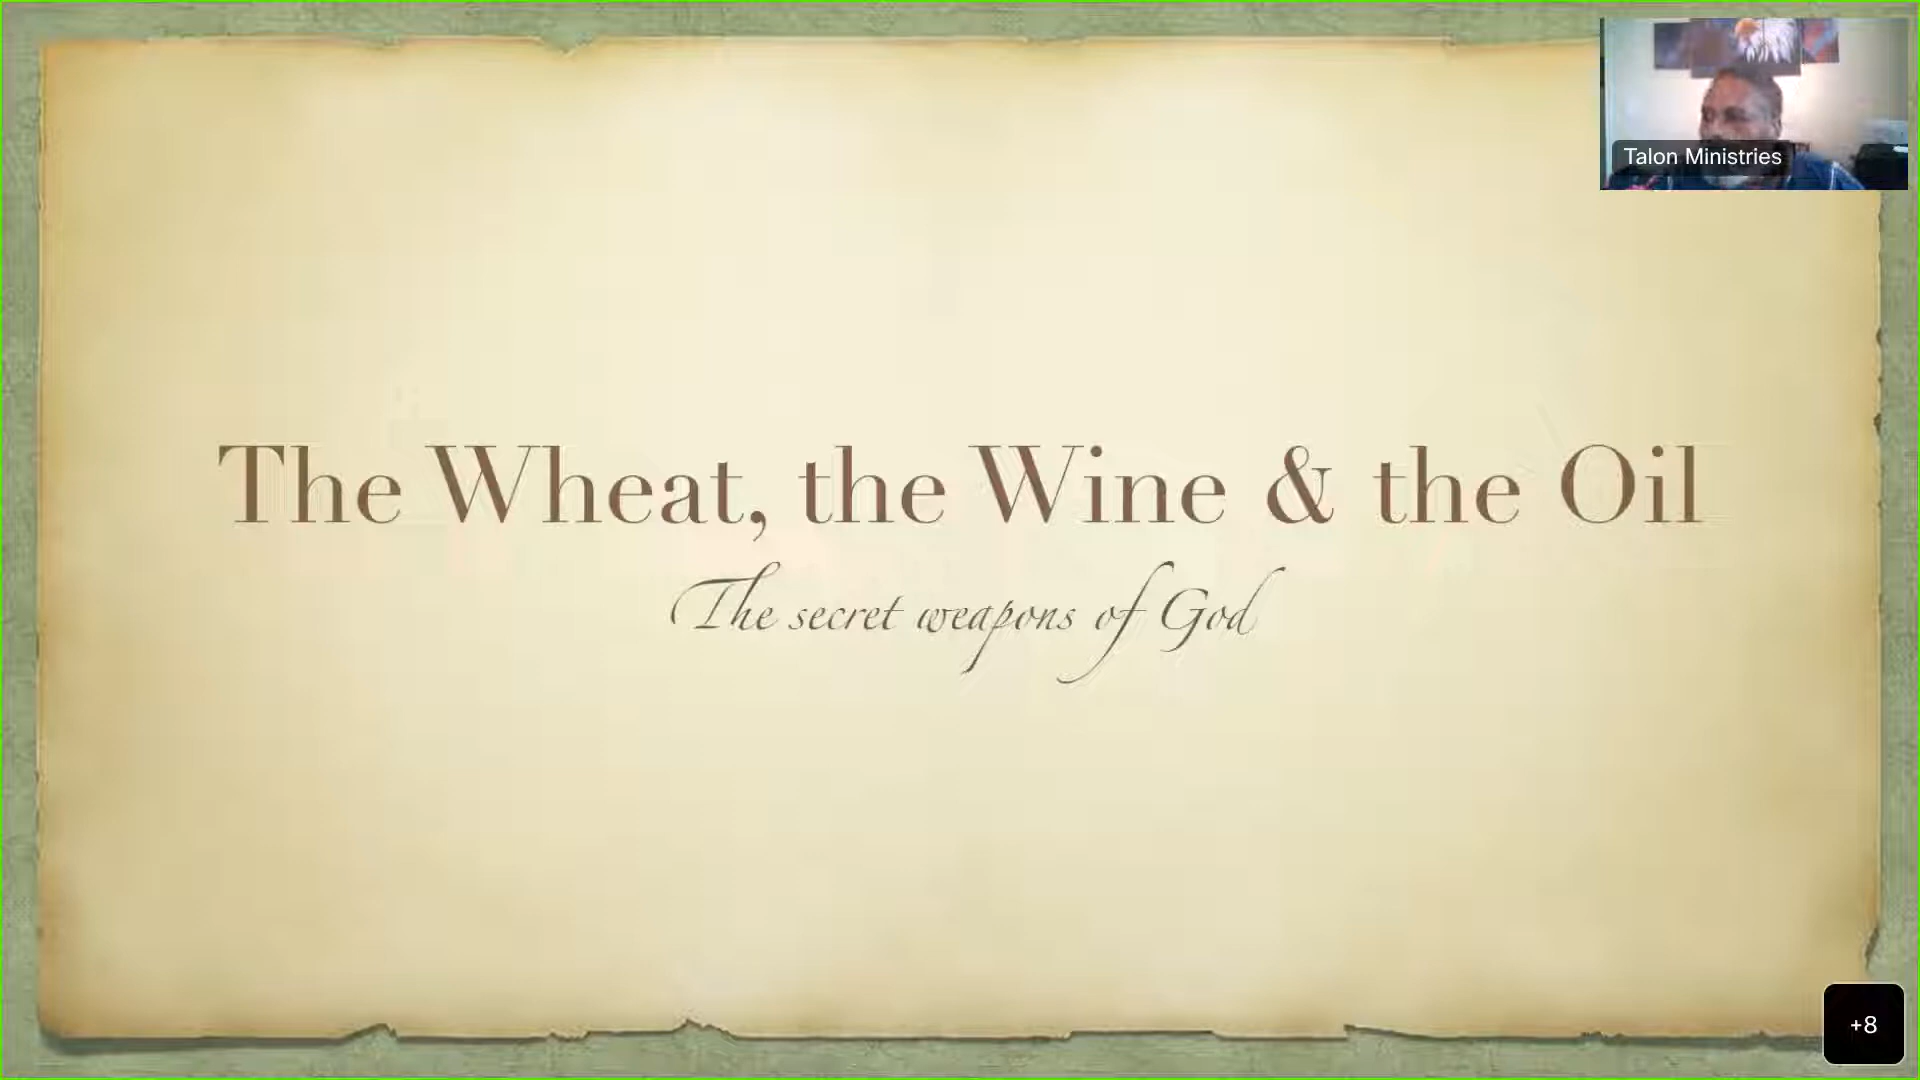 Talon Ministries
The Wheat, the Wine & the Oil
The secret weapons of God
+8